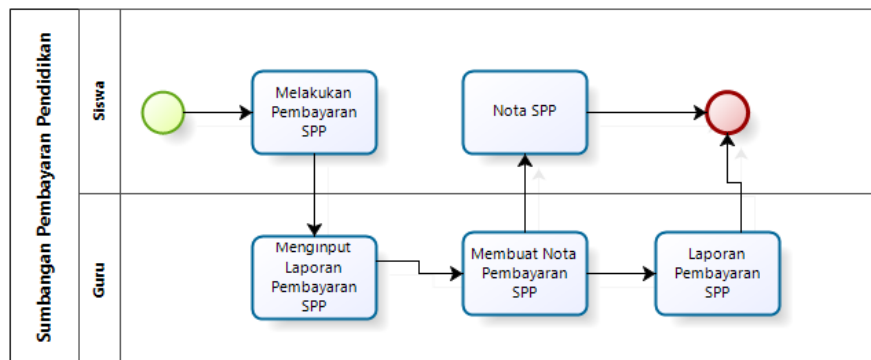 Sumbangan Pembayaran Pendidikan
Siswa
Melakukan
Pembayaran
SPP
Nota SPP
Guru
Menginput
Laporan
Pembayaran
SPP
Membuat Nota
Pembayaran
SPP
Laporan
Pembayaran
SPP